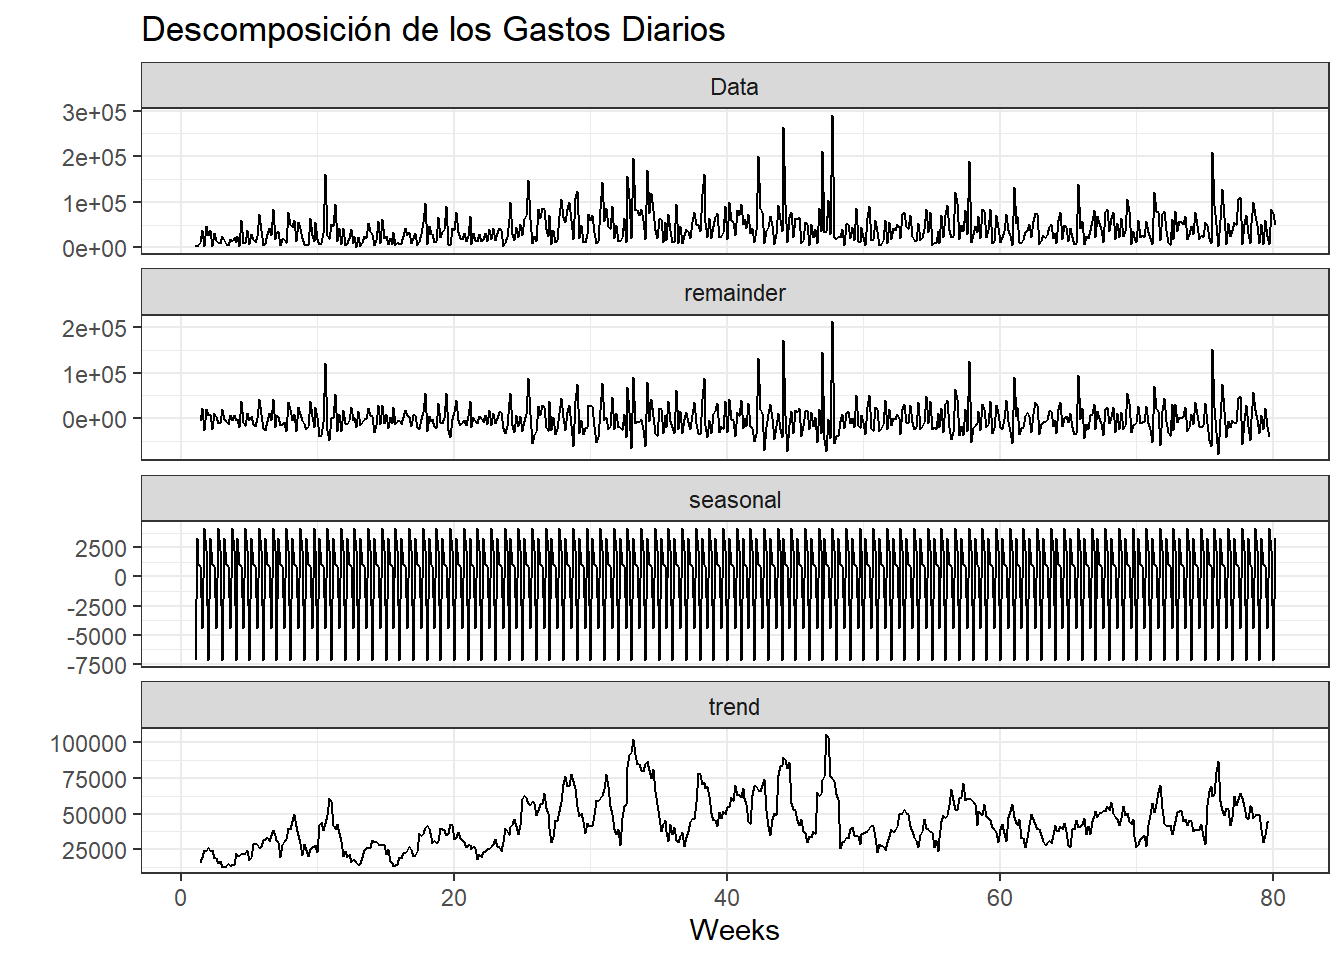 Descomposición de los Gastos Diarios
Data
3e+05
2e+05
1e+05
0e+00
remainder
2e+05
1e+05
0e+00
seasonal
2500
0
-2500
-5000
-7500
trend
100000
75000
50000
25000
0 20 40 60 80
Weeks